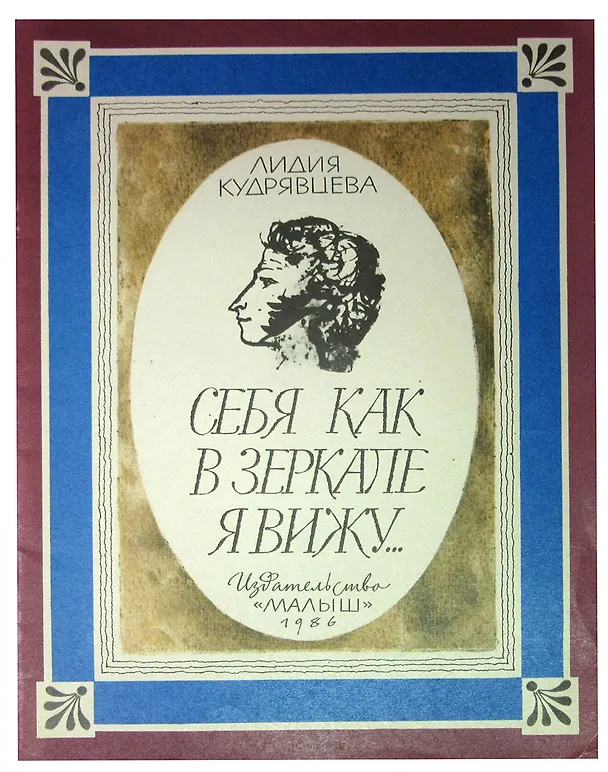 ЛИДИЯ
КУДРЯВЦЕВА
СЕБЯ КАК
В ЗЕРКАЛЕ
Я ВИЖУ...
Издательство
«МАЛЫШ»
1986